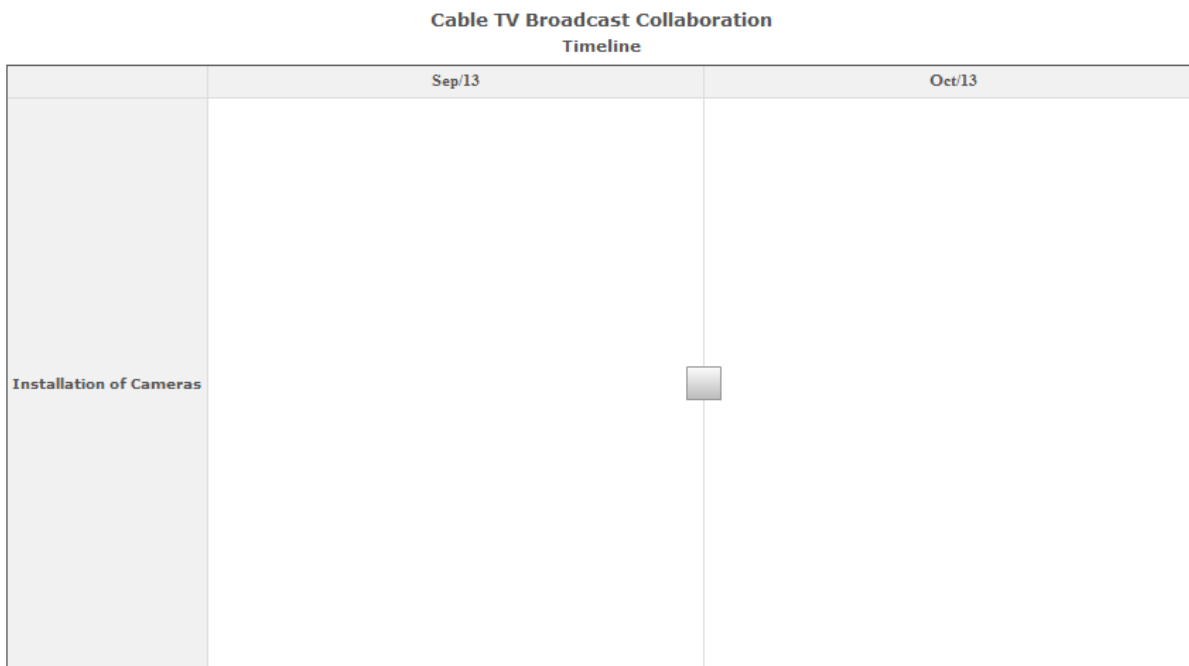 Cable TV Broadcast Collaboration
Timeline
Sep/13 Oct/13
Installation of Cameras